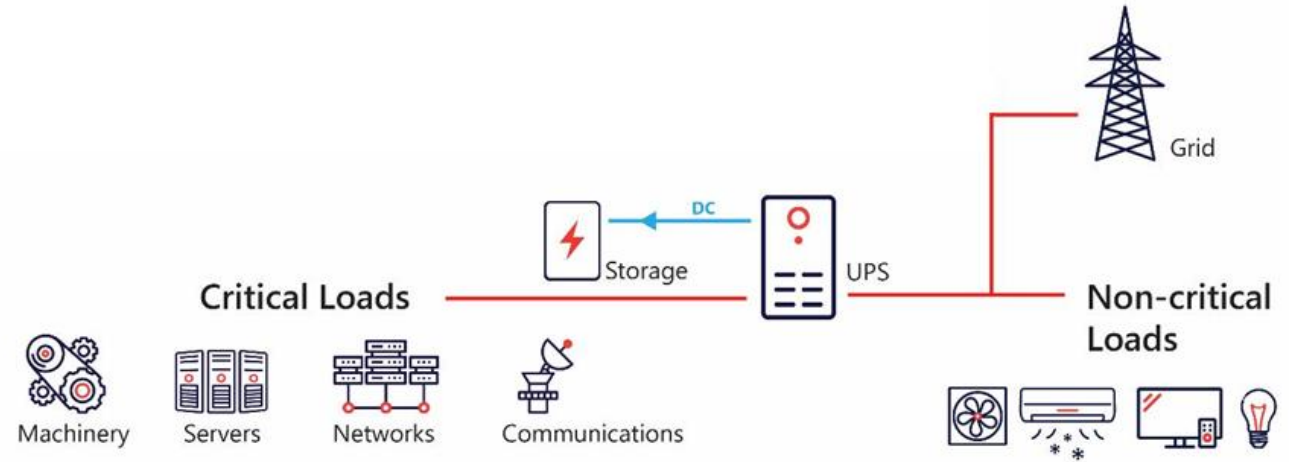 Grid
DC
Storage
UPS
Critical Loads
Non-critical
Loads
Machinery
Servers
Networks
Communications